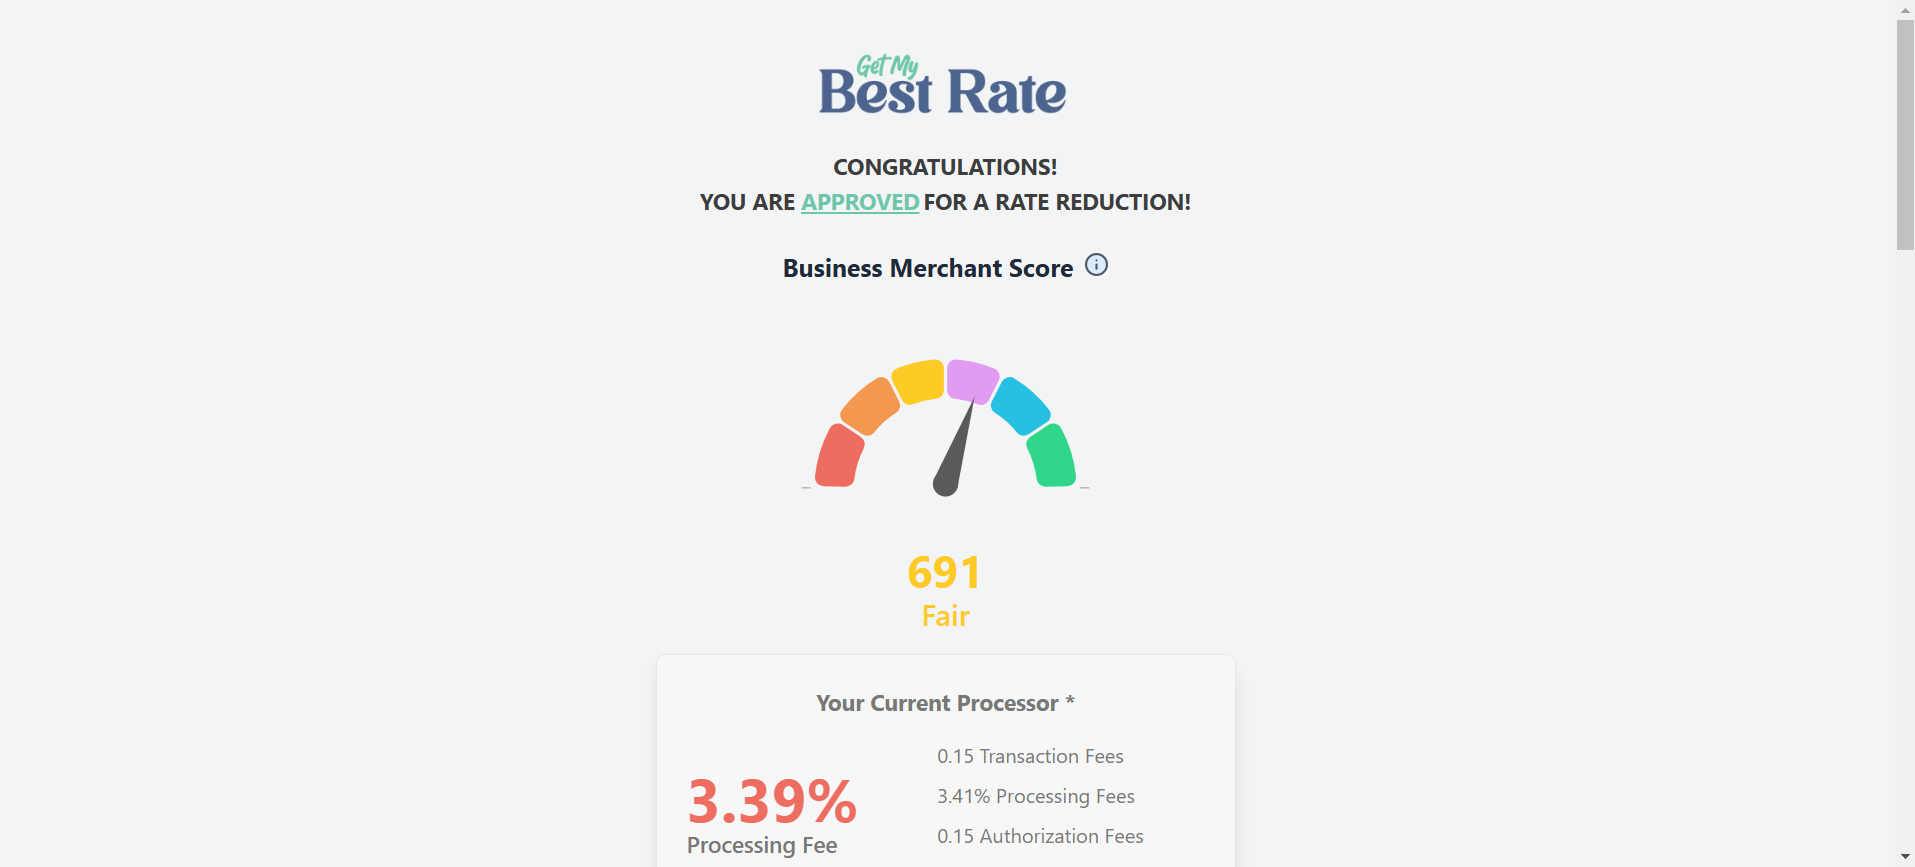 Get My
Best Rate
CONGRATULATIONS!
YOU ARE APPROVED FOR A RATE REDUCTION!
Business Merchant Score
691
Fair
Your Current Processor *
0.15 Transaction Fees
3.39%
3.41% Processing Fees
Processing Fee
0.15 Authorization Fees